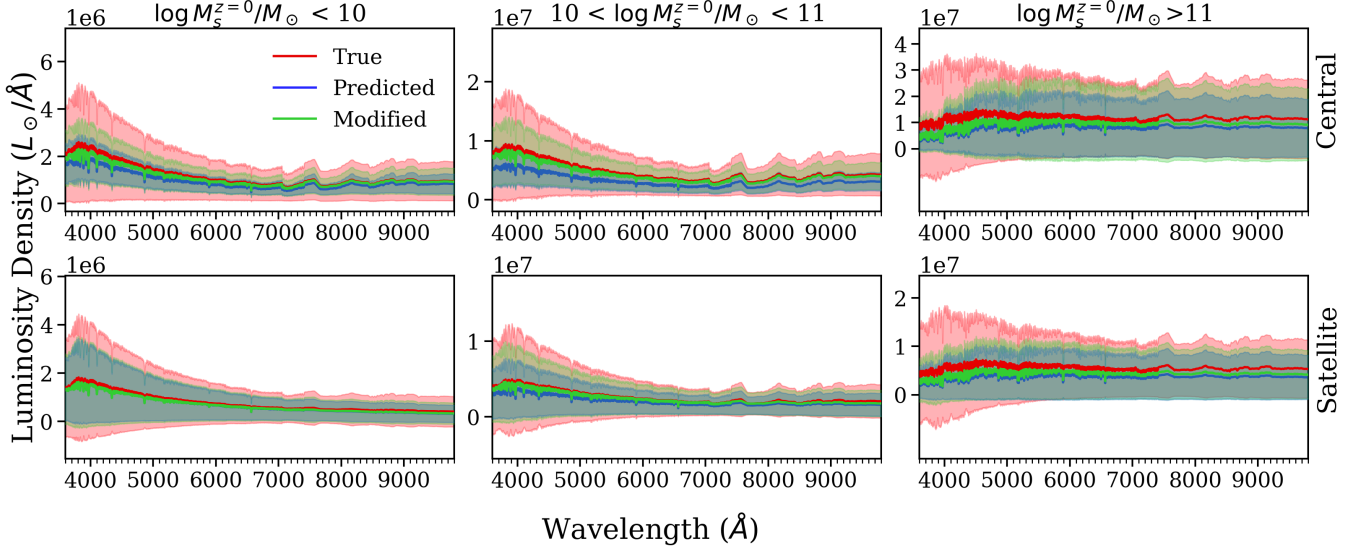 log M_s^{z=0}/M_⊙ < 10
10 < log M_s^{z=0}/M_⊙ < 11
log M_s^{z=0}/M_⊙ >11
1e6
1e7
1e7
True
Predicted
Modified
6
4
2
0
2
1
0
4
3
2
1
0
Central
4000 5000 6000 7000 8000 9000
4000 5000 6000 7000 8000 9000
4000 5000 6000 7000 8000 9000
Luminosity Density (L_⊙/Å)
1e6
1e7
1e7
6
4
2
0
1
0
2
1
0
Satellite
4000 5000 6000 7000 8000 9000
4000 5000 6000 7000 8000 9000
4000 5000 6000 7000 8000 9000
Wavelength (Å)